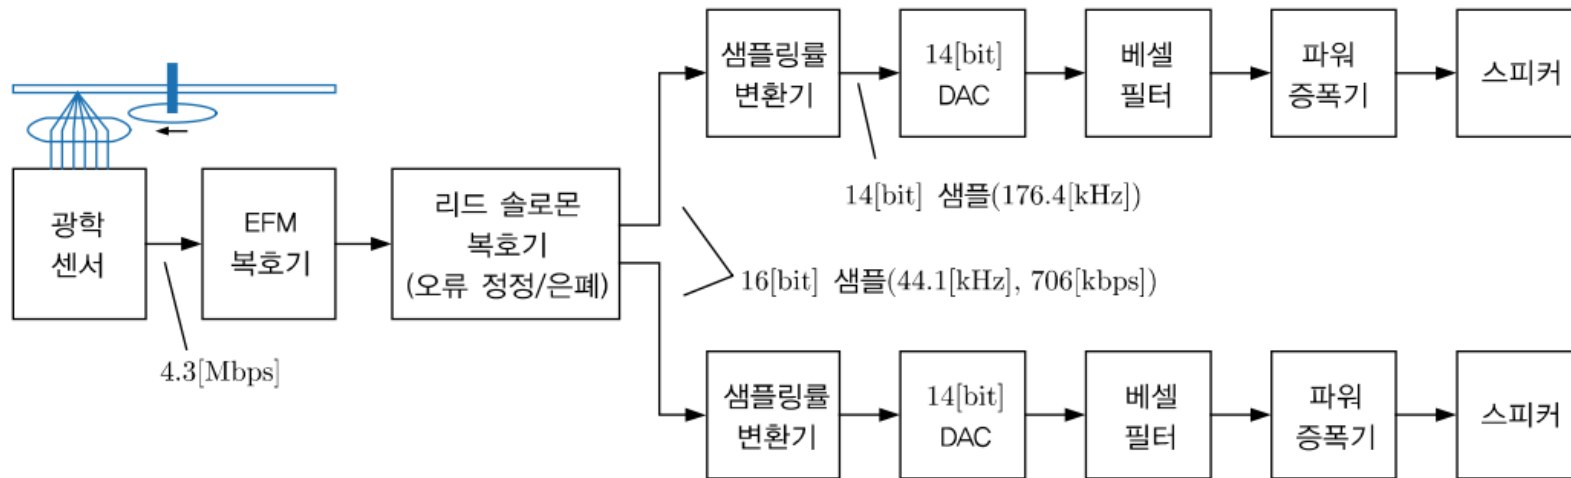 샘플링률
변환기
14[bit]
DAC
베셀
필터
파워
증폭기
스피커
14[bit] 샘플(176.4[kHz])
광학
센서
EFM
복호기
리드 솔로몬
복호기
(오류 정정/은폐)
16[bit] 샘플(44.1[kHz], 706[kbps])
4.3[Mbps]
샘플링률
변환기
14[bit]
DAC
베셀
필터
파워
증폭기
스피커